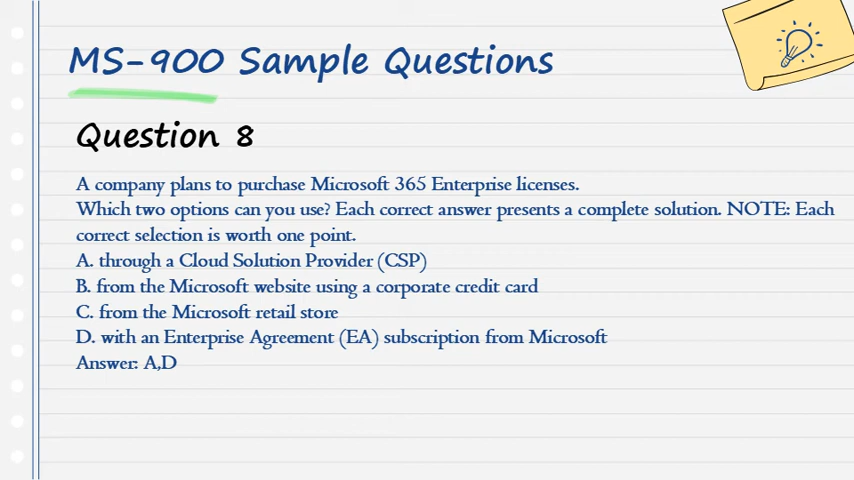 MS-900 Sample Questions
Question 8
A company plans to purchase Microsoft 365 Enterprise licenses.
Which two options can you use? Each correct answer presents a complete solution. NOTE: Each
correct selection is worth one point.
A. through a Cloud Solution Provider (CSP)
B. from the Microsoft website using a corporate credit card
C. from the Microsoft retail store
D. with an Enterprise Agreement (EA) subscription from Microsoft
Answer: A,D